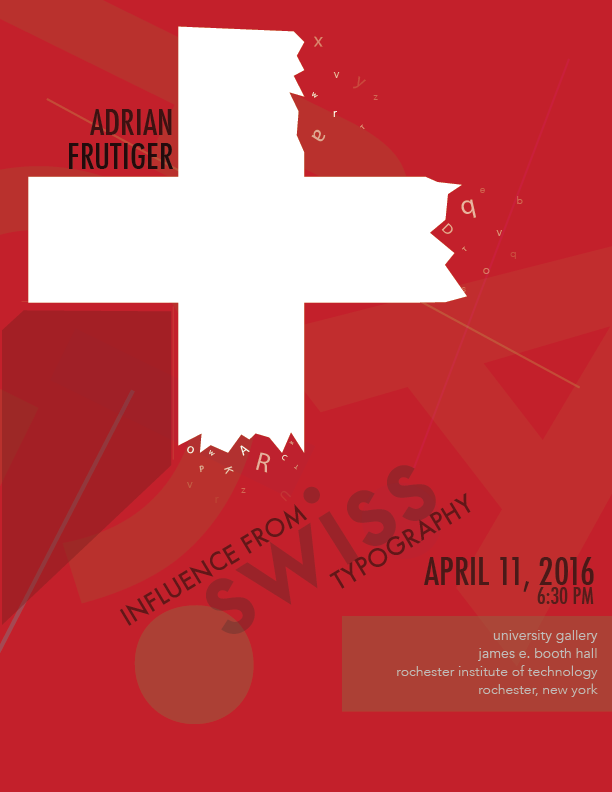 ADRIAN
FRUTIGER
x
v
y
z
w
r
r
a
e
q
b
D
v
r
q
o
o
w
A
R
w
c
r
p
K
v
r
z
INFLUENCE FROM
swiss
TYPOGRAPHY
APRIL 11, 2016
6:30 PM
university gallery
james e. booth hall
rochester institute of technology
rochester, new york